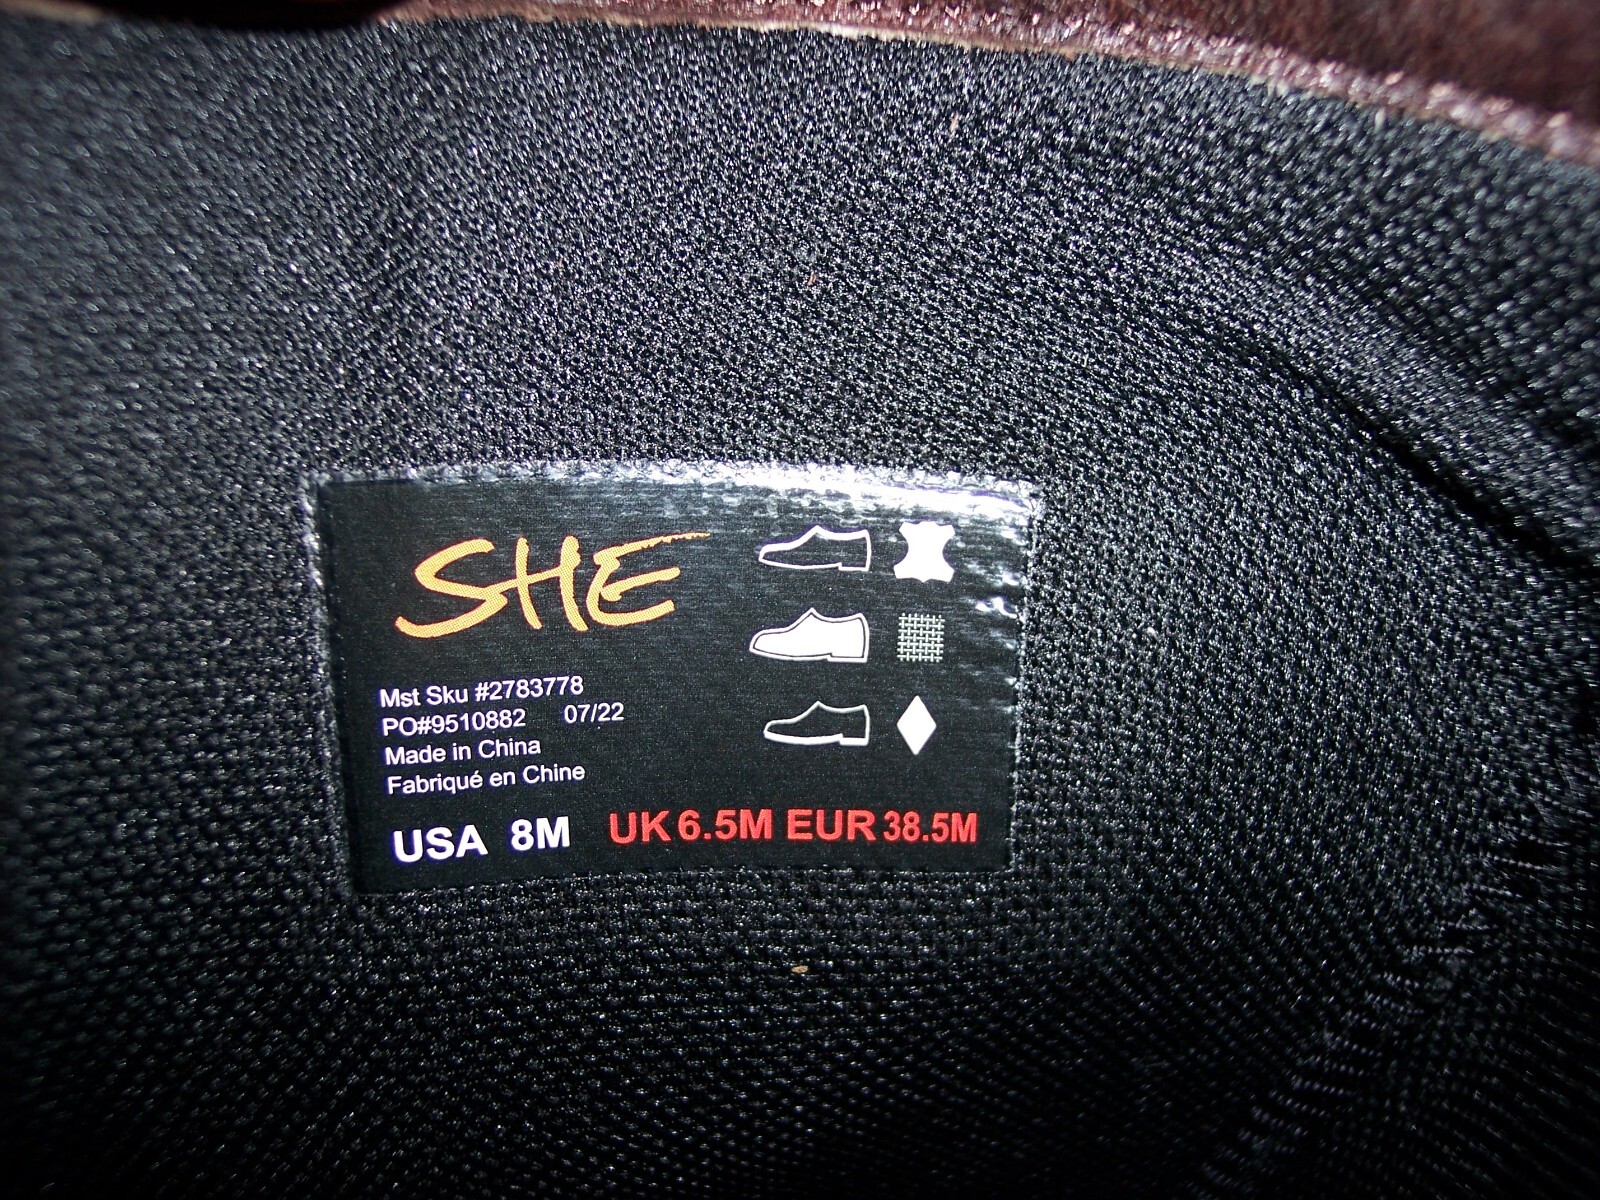 SHE
Mst Sku #2783778
PO#9510882 07/22
Made in China
Fabriqué en Chine
USA 8M UK 6.5M EUR 38.5M